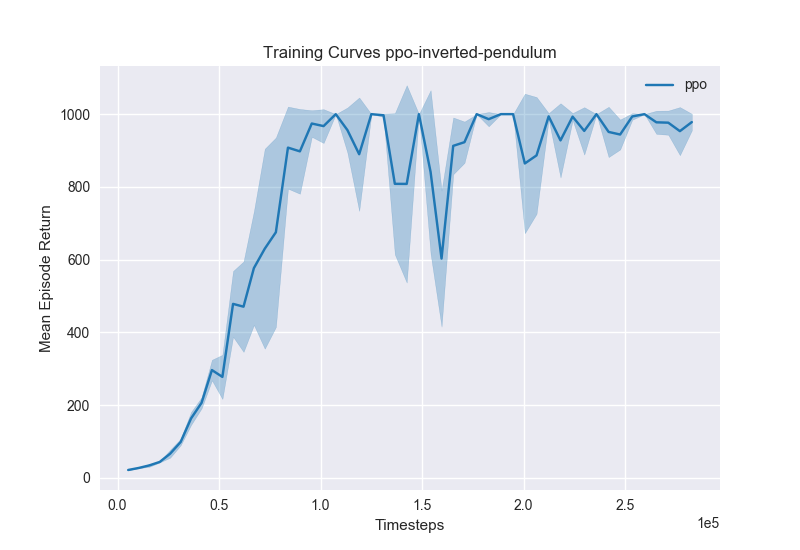 Training Curves ppo-inverted-pendulum
ppo
Mean Episode Return
1000
800
600
400
200
0
0.0 0.5 1.0 1.5 2.0 2.5
1e5
Timesteps